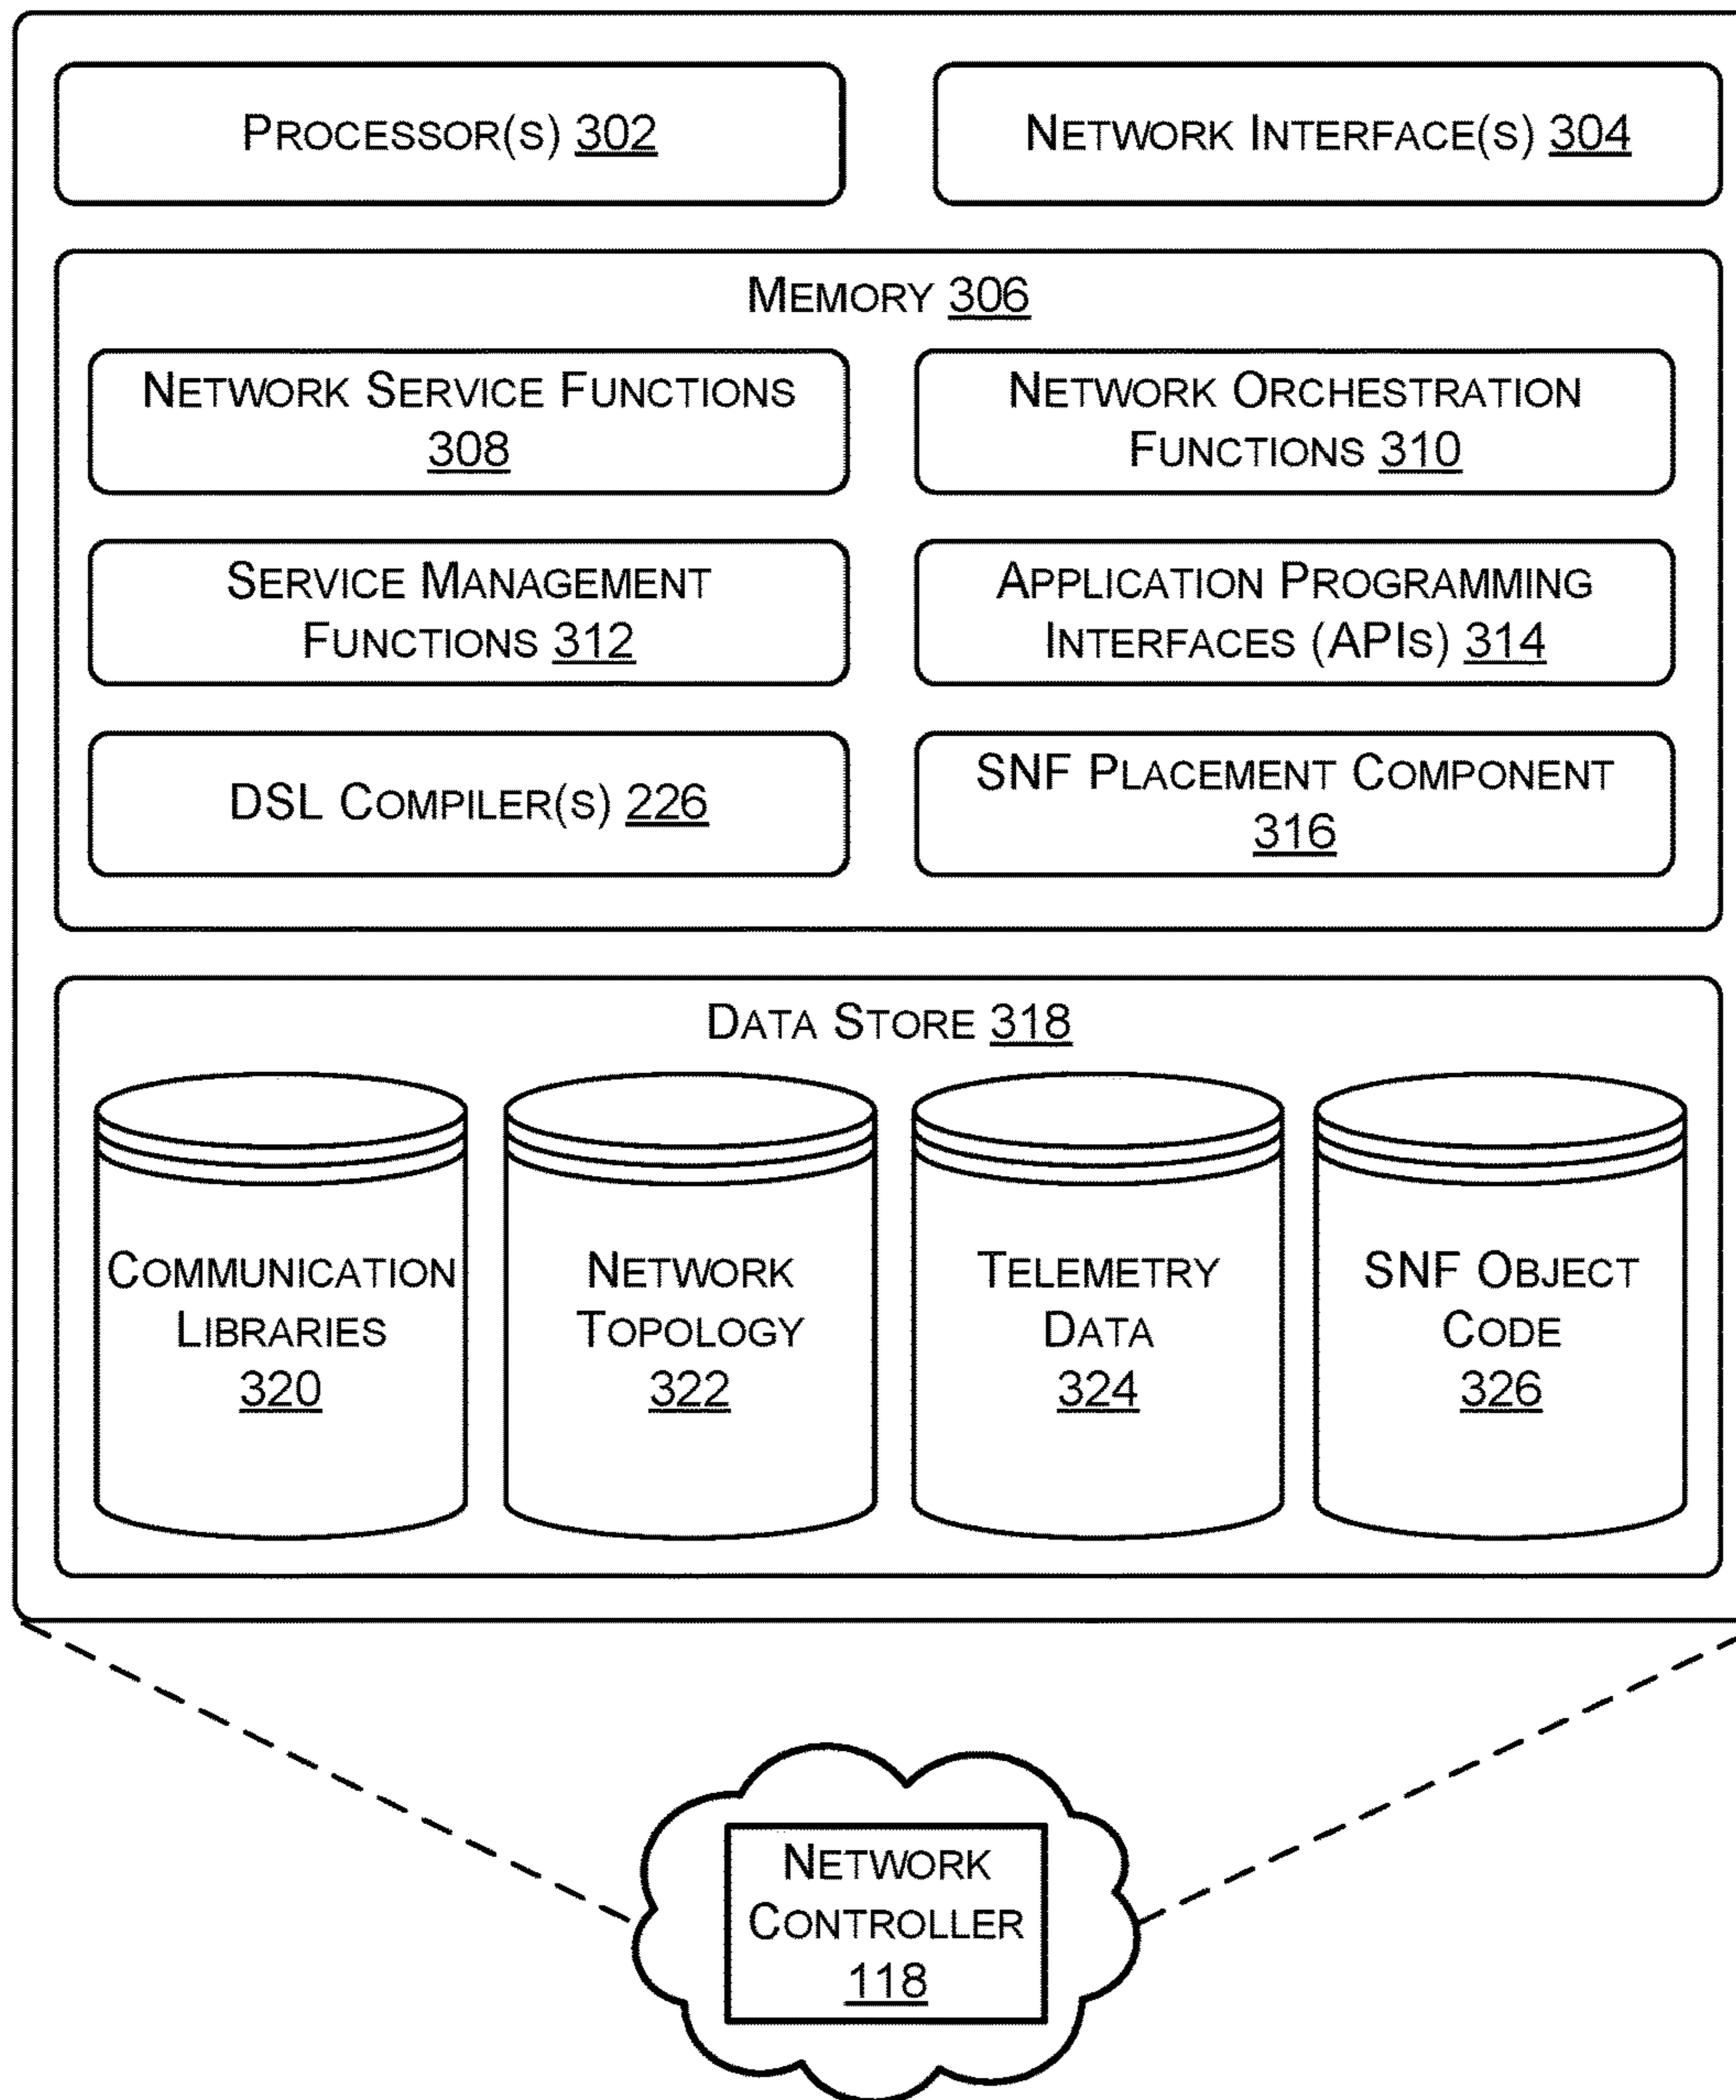 PROCESSOR(S) 302
NETWORK INTERFACE(S) 304
MEMORY 306
NETWORK SERVICE FUNCTIONS
308
NETWORK ORCHESTRATION
FUNCTIONS 310
SERVICE MANAGEMENT
FUNCTIONS 312
APPLICATION PROGRAMMING
INTERFACES (APIS) 314
DSL COMPILER(S) 226
SNF PLACEMENT COMPONENT
316
DATA STORE 318
COMMUNICATION
LIBRARIES
320
NETWORK
TOPOLOGY
322
TELEMETRY
DATA
324
SNF OBJECT
CODE
326
NETWORK
CONTROLLER
118